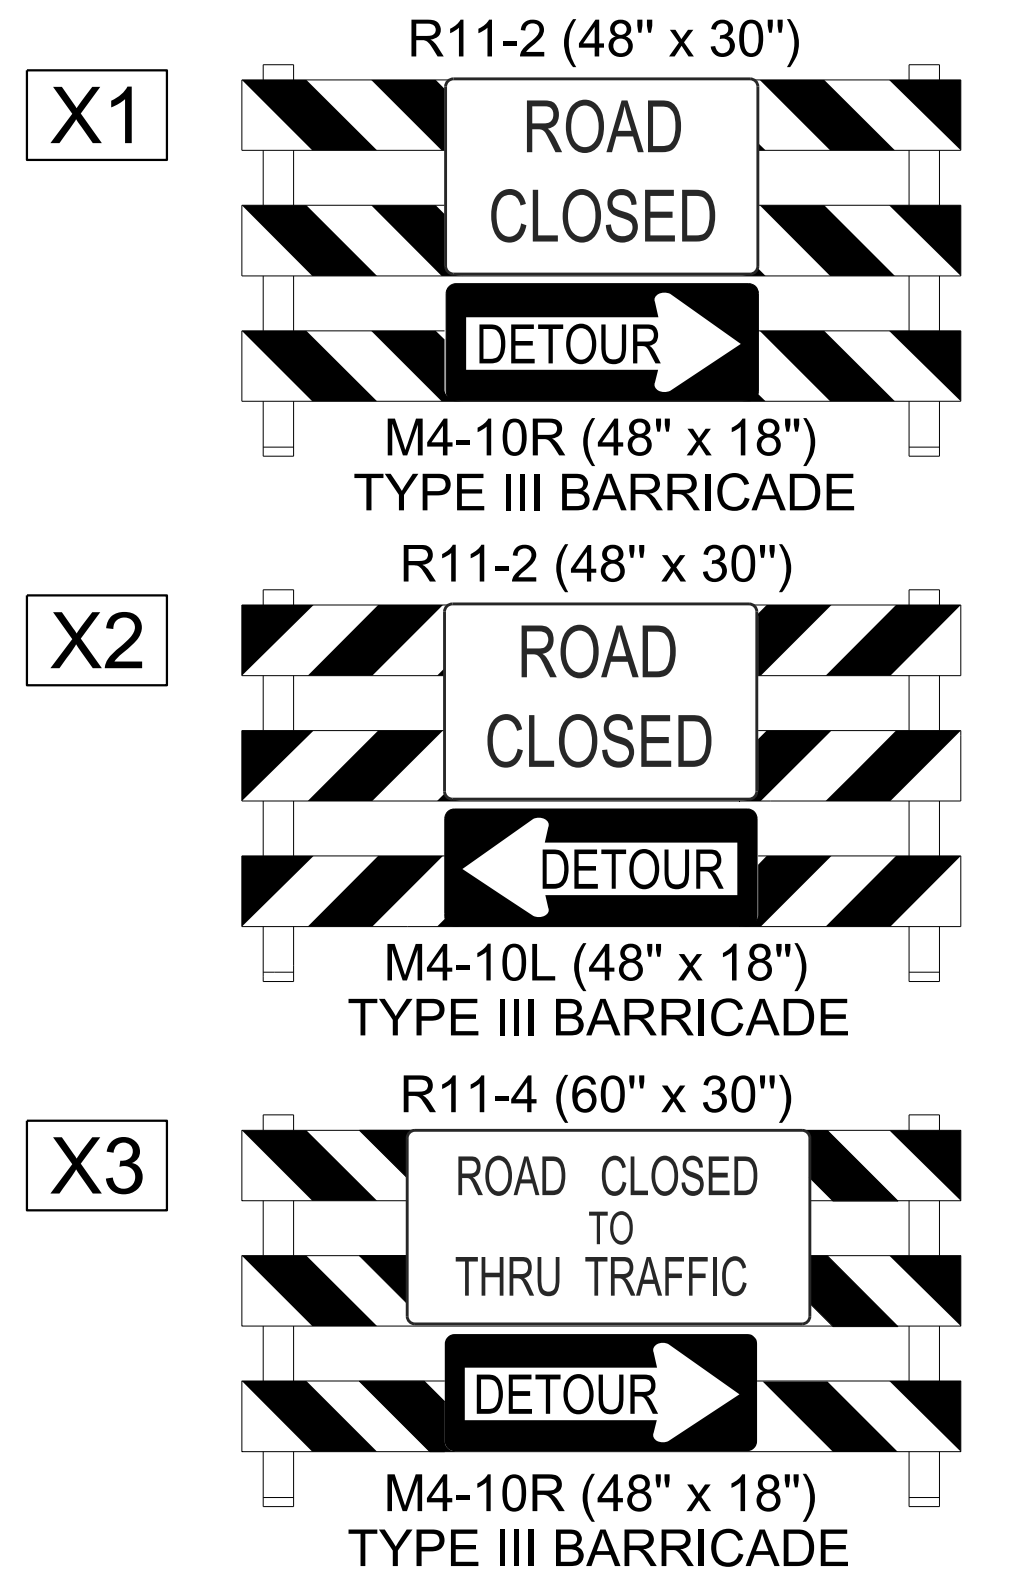 R11-2 (48" x 30")
X1
ROAD
CLOSED
DETOUR
M4-10R (48" x 18")
TYPE III BARRICADE
R11-2 (48" x 30")
X2
ROAD
CLOSED
DETOUR
M4-10L (48" x 18")
TYPE III BARRICADE
R11-4 (60" x 30")
X3
ROAD CLOSED
TO
THRU TRAFFIC
DETOUR
M4-10R (48" x 18")
TYPE III BARRICADE